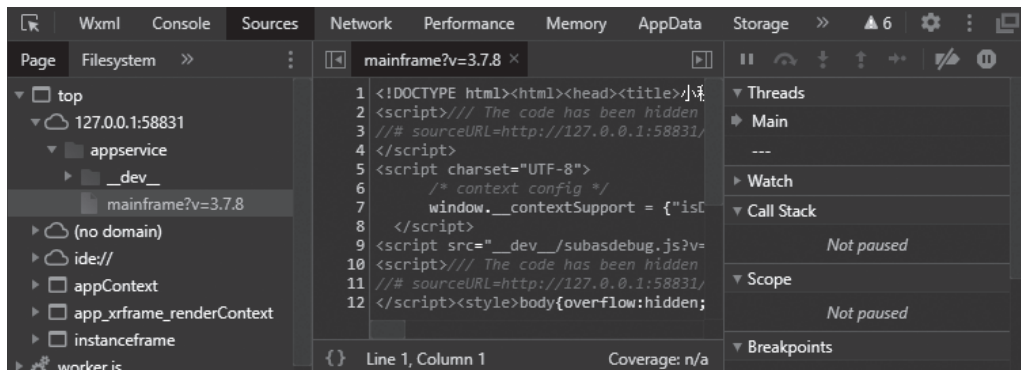 Wxml Console Sources Network Performance Memory AppData Storage » 6
Page Filesystem »
top
127.0.0.1:58831
appservice
__dev__
mainframe?v=3.7.8
(no domain)
ide://
appContext
app_xrframe_renderContext
instanceframe
worker.js
mainframe?v=3.7.8 ×
1 <!DOCTYPE html><html><head><title>小
2 <script>/// The code has been hidden
3 //# sourceURL=http://127.0.0.1:58831/
4 </script>
5 <script charset="UTF-8">
6 /* context config */
7 window.__contextSupport = {"isD
8 </script>
9 <script src="__dev__/subasdebug.js?v=
10 <script>/// The code has been hidden
11 //# sourceURL=http://127.0.0.1:58831/
12 </script><style>body{overflow:hidden;
{} Line 1, Column 1 Coverage: n/a
Threads
Main
---
Watch
Call Stack
Not paused
Scope
Not paused
Breakpoints